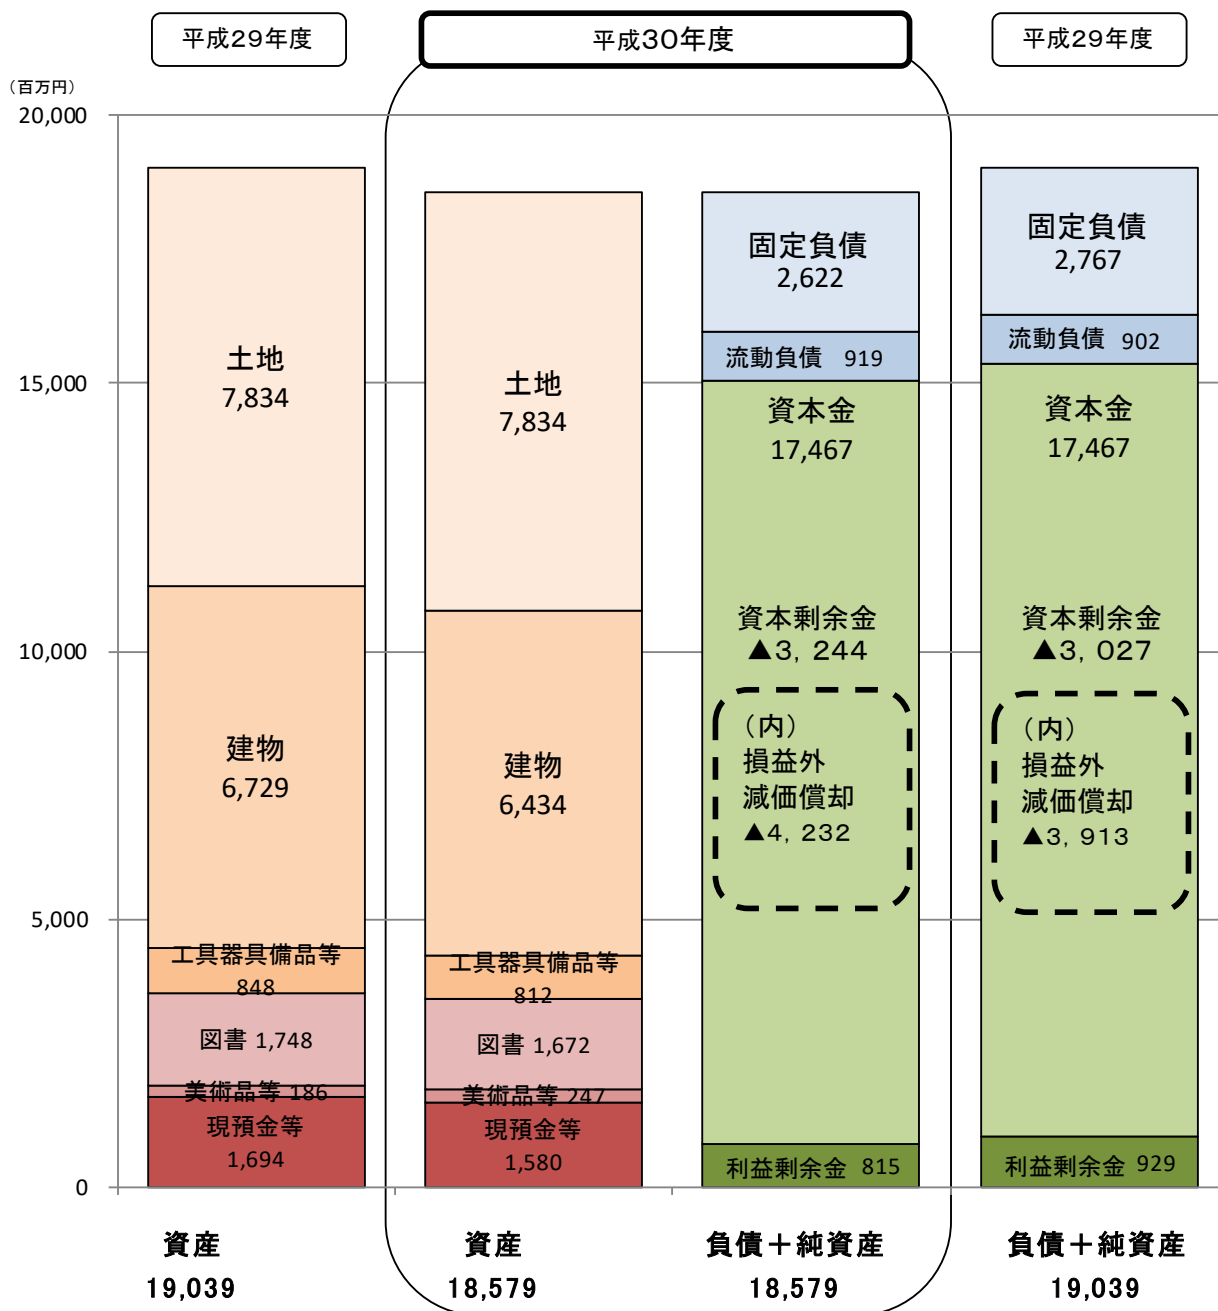 平成29年度
平成30年度
平成29年度
（百万円）
20,000
15,000
10,000
5,000
0
土地
7,834
建物
6,729
工具器具備品等
848
図書 1,748
美術品等 186
現預金等
1,694
土地
7,834
建物
6,434
工具器具備品等
812
図書 1,672
美術品等 247
現預金等
1,580
固定負債
2,622
流動負債 919
資本金
17,467
資本剰余金
▲3，244
（内）
損益外
減価償却
▲4，232
利益剰余金 815
固定負債
2,767
流動負債 902
資本金
17,467
資本剰余金
▲3，027
（内）
損益外
減価償却
▲3，913
利益剰余金 929
資産
19,039
資産
18,579
負債＋純資産
18,579
負債＋純資産
19,039